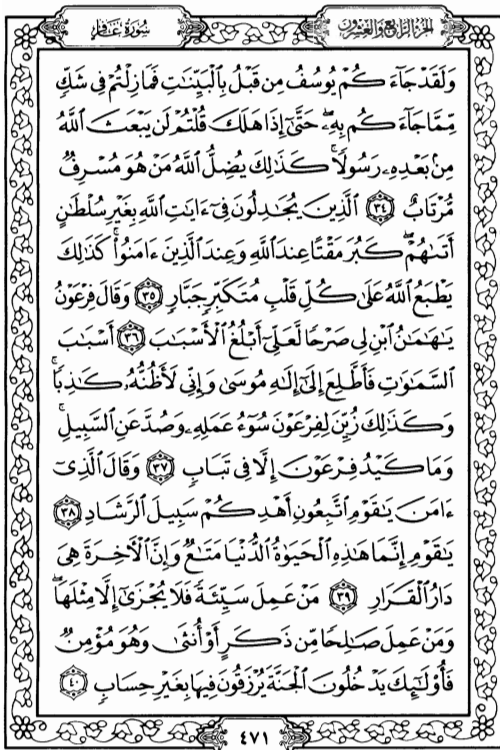 الجزء الرابع والعشرون
سورة غافر
وَلَقَدْ جَآءَكُمْ يُوسُفُ مِن قَبْلُ بِٱلْبَيِّنَٰتِ فَمَا زِلْتُمْ فِى شَكٍّ
مِّمَّا جَآءَكُم بِهِۦ ۖ حَتَّىٰٓ إِذَا هَلَكَ قُلْتُمْ لَن يَبْعَثَ ٱللَّهُ
مِنۢ بَعْدِهِۦ رَسُولًا ۚ كَذَٰلِكَ يُضِلُّ ٱللَّهُ مَنْ هُوَ مُسْرِفٌ
مُّرْتَابٌ ٣٤ ٱلَّذِينَ يُجَٰدِلُونَ فِىٓ ءَايَٰتِ ٱللَّهِ بِغَيْرِ سُلْطَٰنٍ
أَتَىٰهُمْ ۖ كَبُرَ مَقْتًا عِندَ ٱللَّهِ وَعِندَ ٱلَّذِينَ ءَامَنُوا۟ ۚ كَذَٰلِكَ
يَطْبَعُ ٱللَّهُ عَلَىٰ كُلِّ قَلْبِ مُتَكَبِّرٍ جَبَّارٍ ٣٥ وَقَالَ فِرْعَوْنُ
يَٰهَٰمَٰنُ ٱبْنِ لِى صَرْحًا لَّعَلِّىٓ أَبْلُغُ ٱلْأَسْبَٰبَ ٣٦ أَسْبَٰبَ
ٱلسَّمَٰوَٰتِ فَأَطَّلِعَ إِلَىٰٓ إِلَٰهِ مُوسَىٰ وَإِنِّى لَأَظُنُّهُۥ كَٰذِبًا ۚ
وَكَذَٰلِكَ زُيِّنَ لِفِرْعَوْنَ سُوٓءُ عَمَلِهِۦ وَصُدَّ عَنِ ٱلسَّبِيلِ ۚ
وَمَا كَيْدُ فِرْعَوْنَ إِلَّا فِى تَبَابٍ ٣٧ وَقَالَ ٱلَّذِىٓ
ءَامَنَ يَٰقَوْمِ ٱتَّبِعُونِ أَهْدِكُمْ سَبِيلَ ٱلرَّشَادِ ٣٨
يَٰقَوْمِ إِنَّمَا هَٰذِهِ ٱلْحَيَوٰةُ ٱلدُّنْيَا مَتَٰعٌ وَإِنَّ ٱلْءَاخِرَةَ هِىَ
دَارُ ٱلْقَرَارِ ٣٩ مَنْ عَمِلَ سَيِّئَةً فَلَا يُجْزَىٰٓ إِلَّا مِثْلَهَا ۖ
وَمَنْ عَمِلَ صَٰلِحًا مِّن ذَكَرٍ أَوْ أُنثَىٰ وَهُوَ مُؤْمِنٌ
فَأُو۟لَٰٓئِكَ يَدْخُلُونَ ٱلْجَنَّةَ يُرْزَقُونَ فِيهَا بِغَيْرِ حِسَابٍ ٤٠
٤٧١